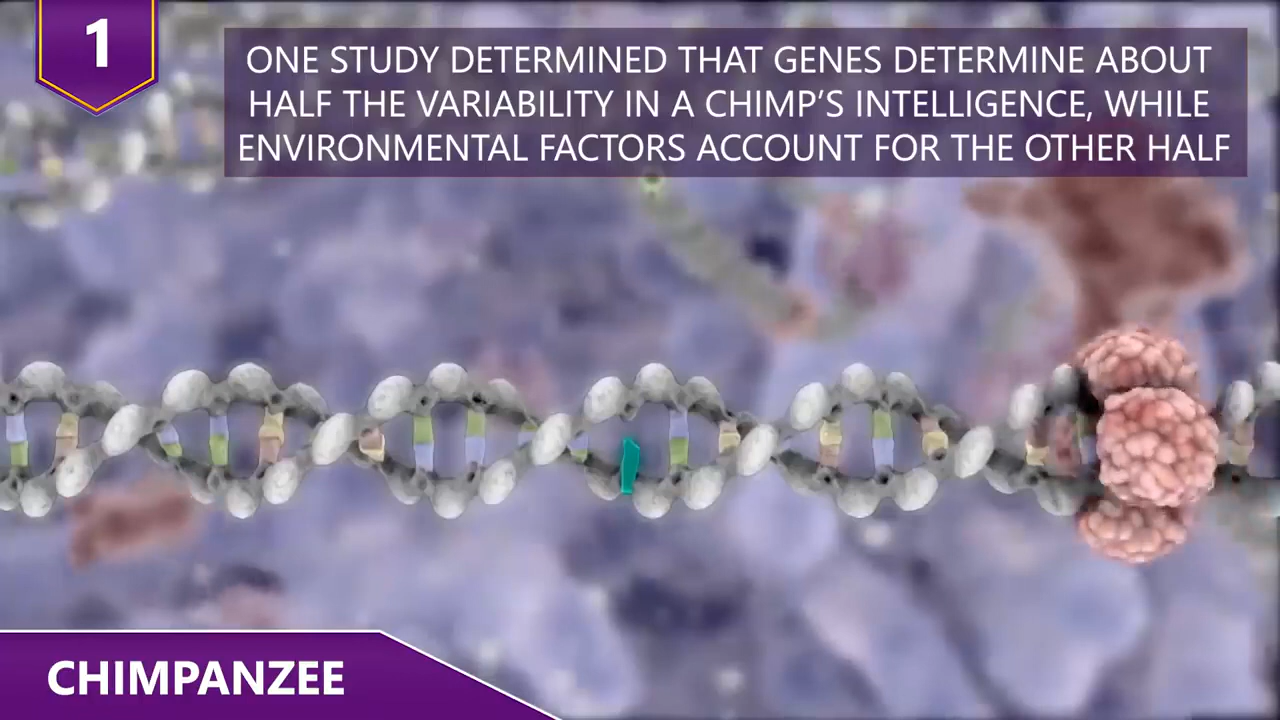 1
ONE STUDY DETERMINED THAT GENES DETERMINE ABOUT
HALF THE VARIABILITY IN A CHIMP’S INTELLIGENCE, WHILE
ENVIRONMENTAL FACTORS ACCOUNT FOR THE OTHER HALF
CHIMPANZEE